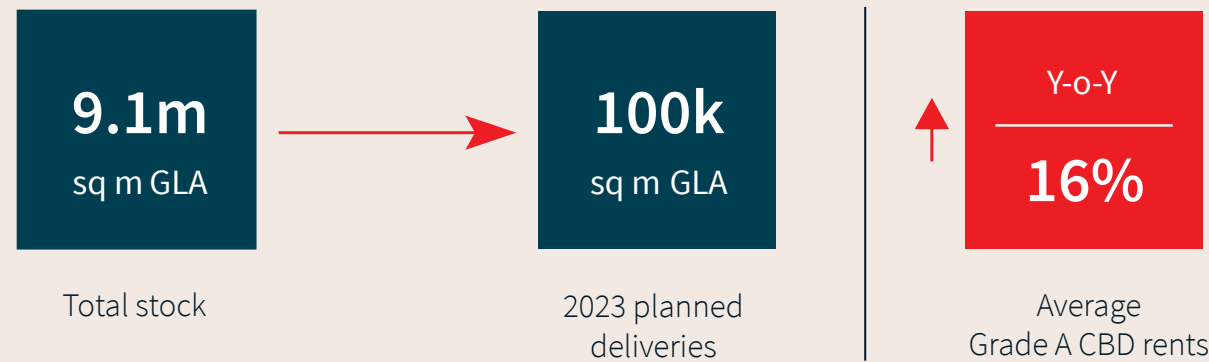 9.1m
sq m GLA
Total stock
100k
sq m GLA
2023 planned
deliveries
Y-o-Y
16%
Average
Grade A CBD rents